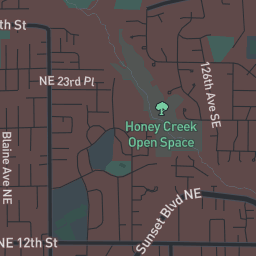 th St
NE 23rd Pl
126th Ave SE
Honey Creek
Open Space
Blaine Ave NE
Sunset Blvd NE
NE 12th St